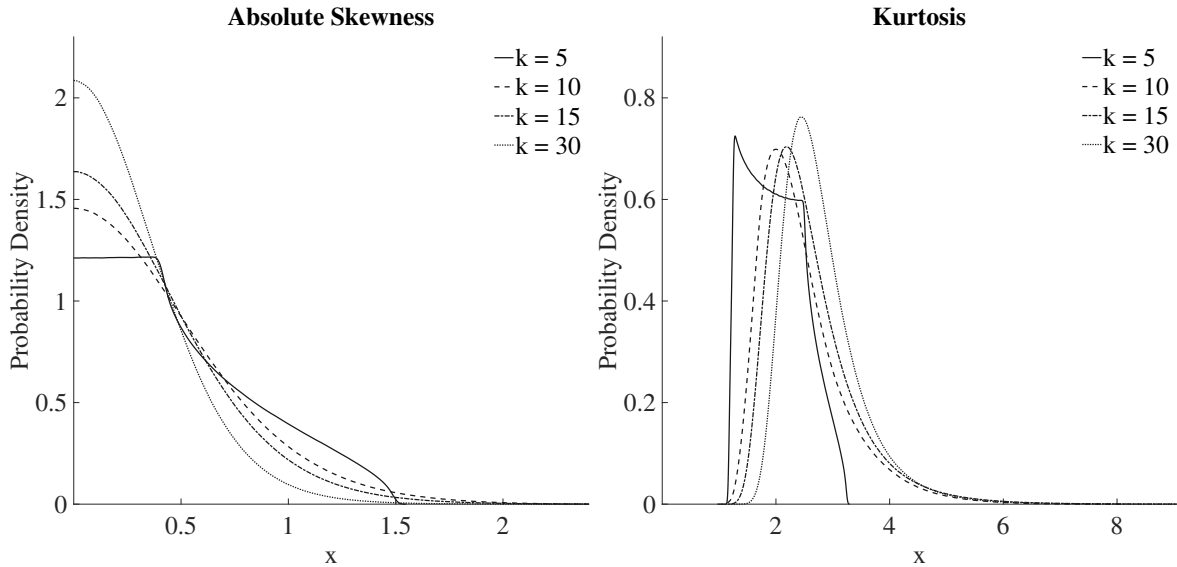 Absolute Skewness
k = 5
k = 10
k = 15
k = 30
2
1.5
1
0.5
0
Probability Density
0.5
1
1.5
2
x
Kurtosis
k = 5
k = 10
k = 15
k = 30
0.8
0.6
0.4
0.2
0
Probability Density
2
4
6
8
x